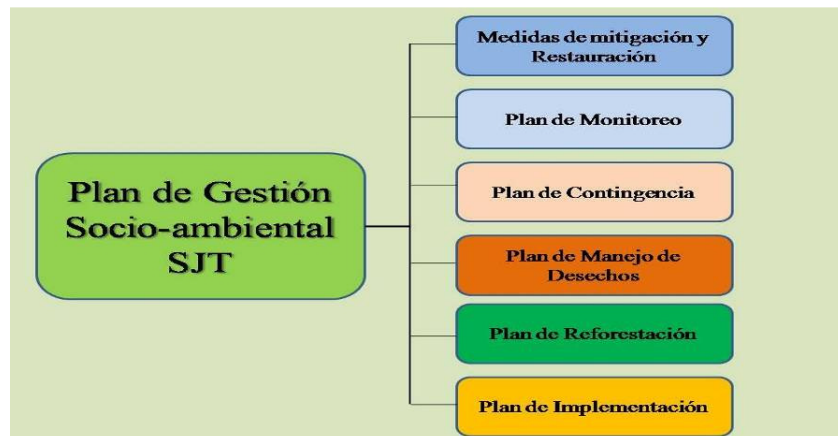 Plan de Gestión
Socio-ambiental
SJT
Medidas de mitigación y
Restauración
Plan de Monitoreo
Plan de Contingencia
Plan de Manejo de
Desechos
Plan de Reforestación
Plan de Implementación